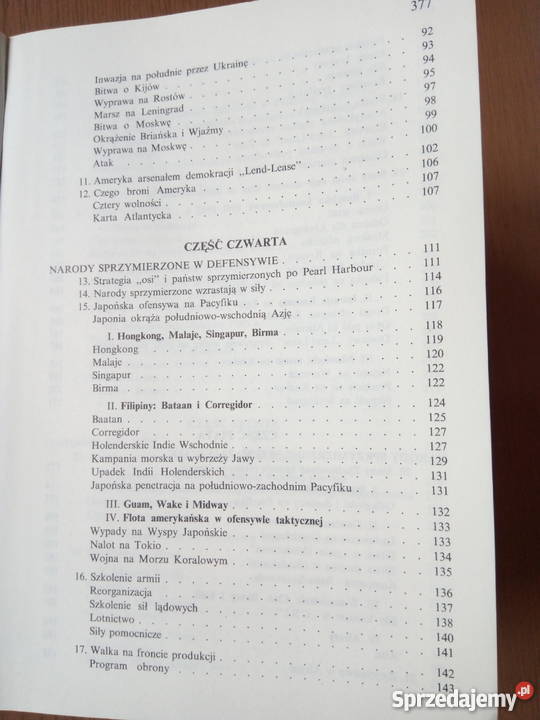 377
Inwazja na południe przez Ukrainę . . . 92
Bitwa o Kijów . . . 93
Wyprawa na Rostów . . . 94
Marsz na Leningrad . . . 95
Bitwa o Moskwę . . . 97
Okrążenie Briańska i Wjaźmy . . . 98
Wyprawa na Moskwę . . . 99
Atak . . . 100
11. Ameryka arsenałem demokracji „Lend-Lease” . . . 102
12. Czego broni Ameryka . . . 106
Cztery wolności . . . 107
Karta Atlantycka . . . 107
CZĘŚĆ CZWARTA
NARODY SPRZYMIERZONE W DEFENSYWIE . . . 111
13. Strategia „osi” i państw sprzymierzonych po Pearl Harbour . . . 111
14. Narody sprzymierzone wzrastają w siły . . . 114
15. Japońska ofensywa na Pacyfiku . . . 116
Japonia okrąża południowo-wschodnią Azję . . . 117
I. Hongkong, Malaje, Singapur, Birma . . . 118
Hongkong . . . 119
Malaje . . . 120
Singapur . . . 122
Birma . . . 122
II. Filipiny: Bataan i Corregidor . . . 124
Baatan . . . 125
Corregidor . . . 127
Holenderskie Indie Wschodnie . . . 127
Kampania morska u wybrzeży Jawy . . . 129
Upadek Indii Holenderskich . . . 131
Japońska penetracja na południowo-zachodnim Pacyfiku . . . 131
III. Guam, Wake i Midway . . . 132
IV. Flota amerykańska w ofensywie taktycznej . . . 133
Wypady na Wyspy Japońskie . . . 133
Nalot na Tokio . . . 134
Wojna na Morzu Koralowym . . . 135
16. Szkolenie armii . . . 136
Reorganizacja . . . 137
Szkolenie sił lądowych . . . 138
Lotnictwo . . . 140
Siły pomocnicze . . . 141
17. Walka na froncie produkcji . . . 142
Program obrony . . . 143
Sprzedajemy.pl